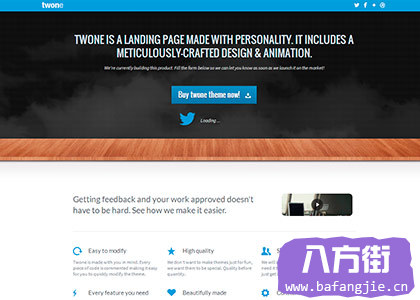 twone
TWONE IS A LANDING PAGE MADE WITH PERSONALITY. IT INCLUDES A
METICULOUSLY-CRAFTED DESIGN & ANIMATION.
We're currently building this product. Fill the form below so we can let you know as soon as we launch it on the market!
Buy twone theme now!
Loading ...
Getting feedback and your work approved doesn't
have to be hard. See how we make it easier.
Easy to modify
Twone is made with you in mind. Every
piece of code is commented making it easy
for you to quickly modify the theme.
High quality
We don't want to make themes just for fun,
we want them to be special. Quality before
quantity.
Every feature you need
Beautifully made
八方街
www.bafangjie.cn